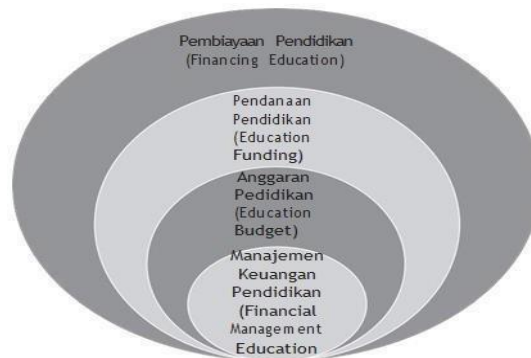 Pembiayaan Pendidikan
(Financing Education)
Pendanaan
Pendidikan
(Education
Funding)
Anggaran
Pedidikan
(Education
Budget)
Manajemen
Keuangan
Pendidikan
(Financial
Management
Education